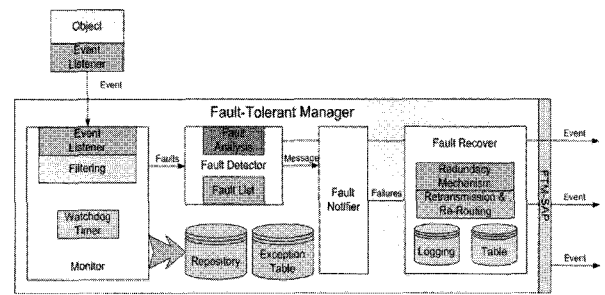 Object
Event
Listener
Event
Fault-Tolerant Manager
Event
Listener
Filtering
Watchdog
Timer
Monitor
Faults
Fault
Analysis
Fault Detector
Fault List
Message
Repository
Exception
Table
Fault
Notifier
Failures
Fault Recover
Redundacy
Mechanism
Retransmission &
Re-Routing
Logging
Table
FTM-SAP
Event
Event
Event